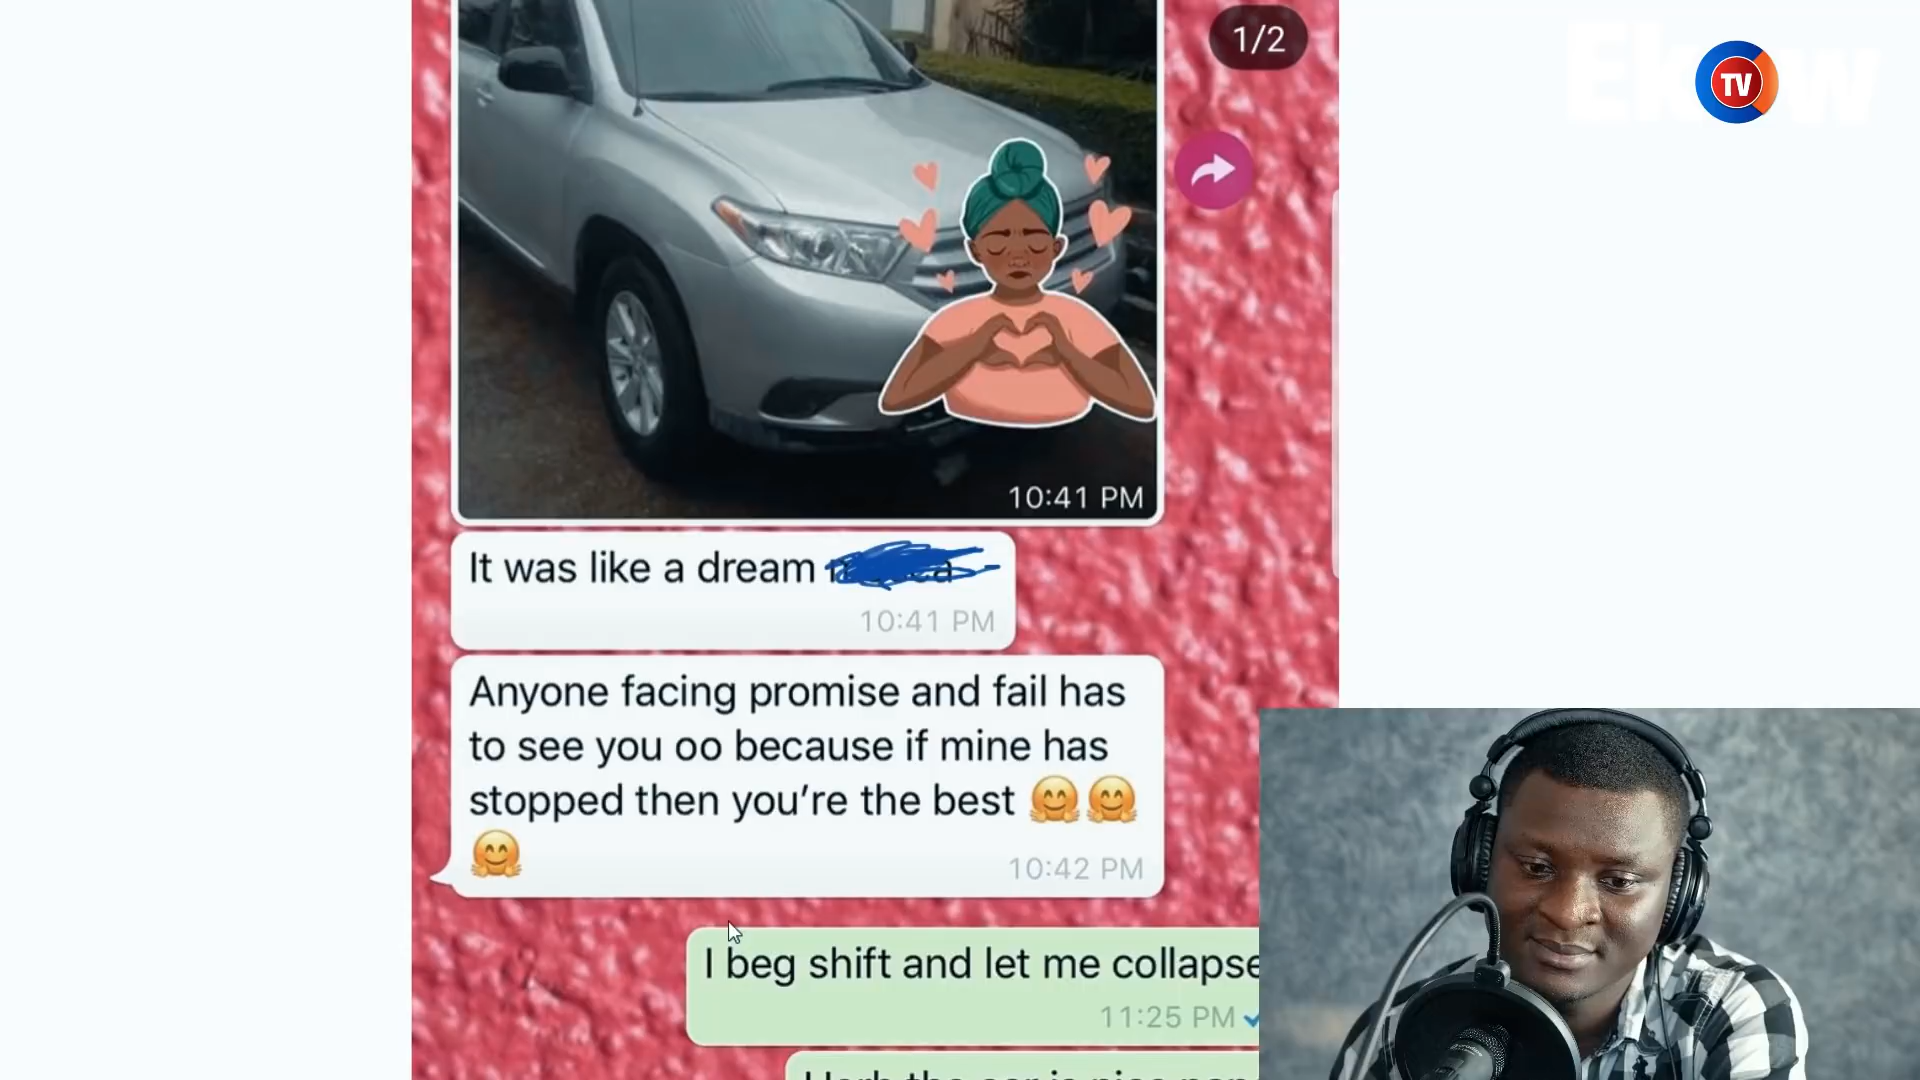 1/2
TV
10:41 PM
It was like a dream
10:41 PM
Anyone facing promise and fail has
to see you oo because if mine has
stopped then you're the best 🤗🤗
🤗
10:42 PM
I beg shift and let me collapse
11:25 PM